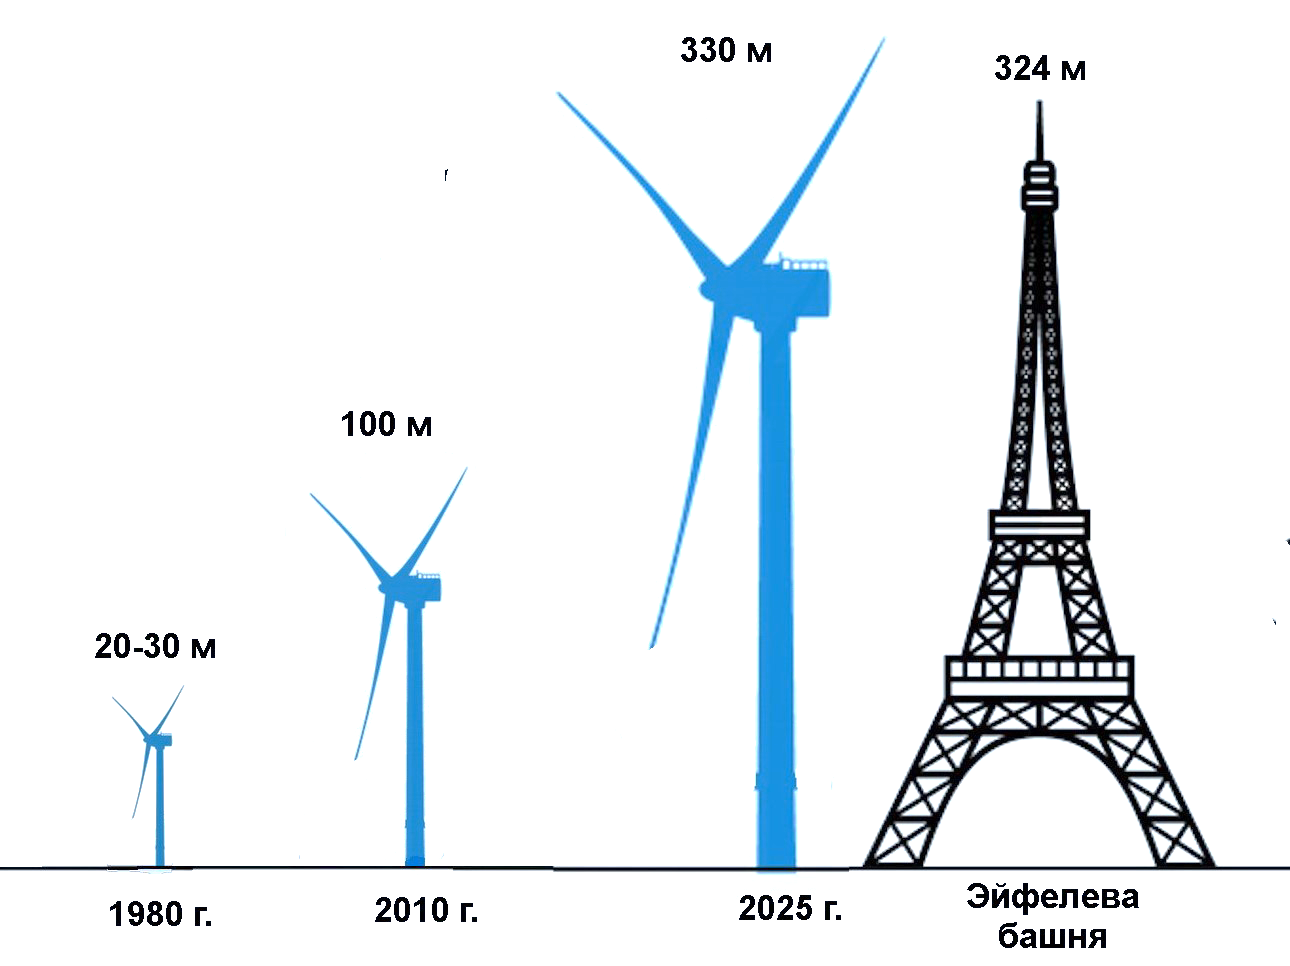 330 м
324 м
100 м
20-30 м
1980 г.
2010 г.
2025 г.
Эйфелева
башня